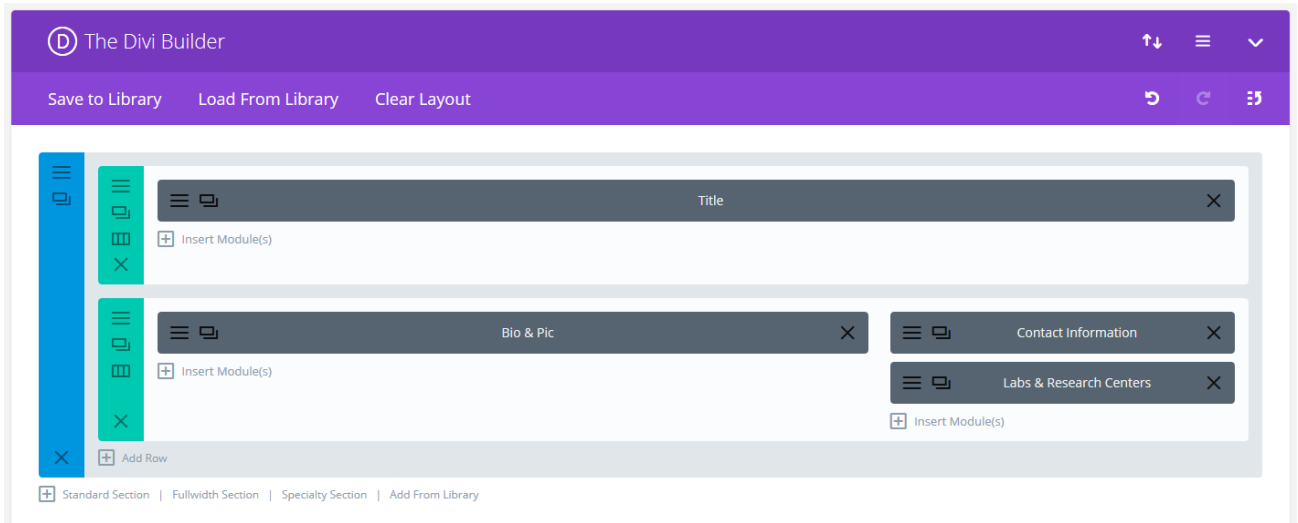 D The Divi Builder
Save to Library Load From Library Clear Layout
Title
Insert Module(s)
Bio & Pic
Contact Information
Insert Module(s)
Labs & Research Centers
Insert Module(s)
Add Row
Standard Section | Fullwidth Section | Specialty Section | Add From Library